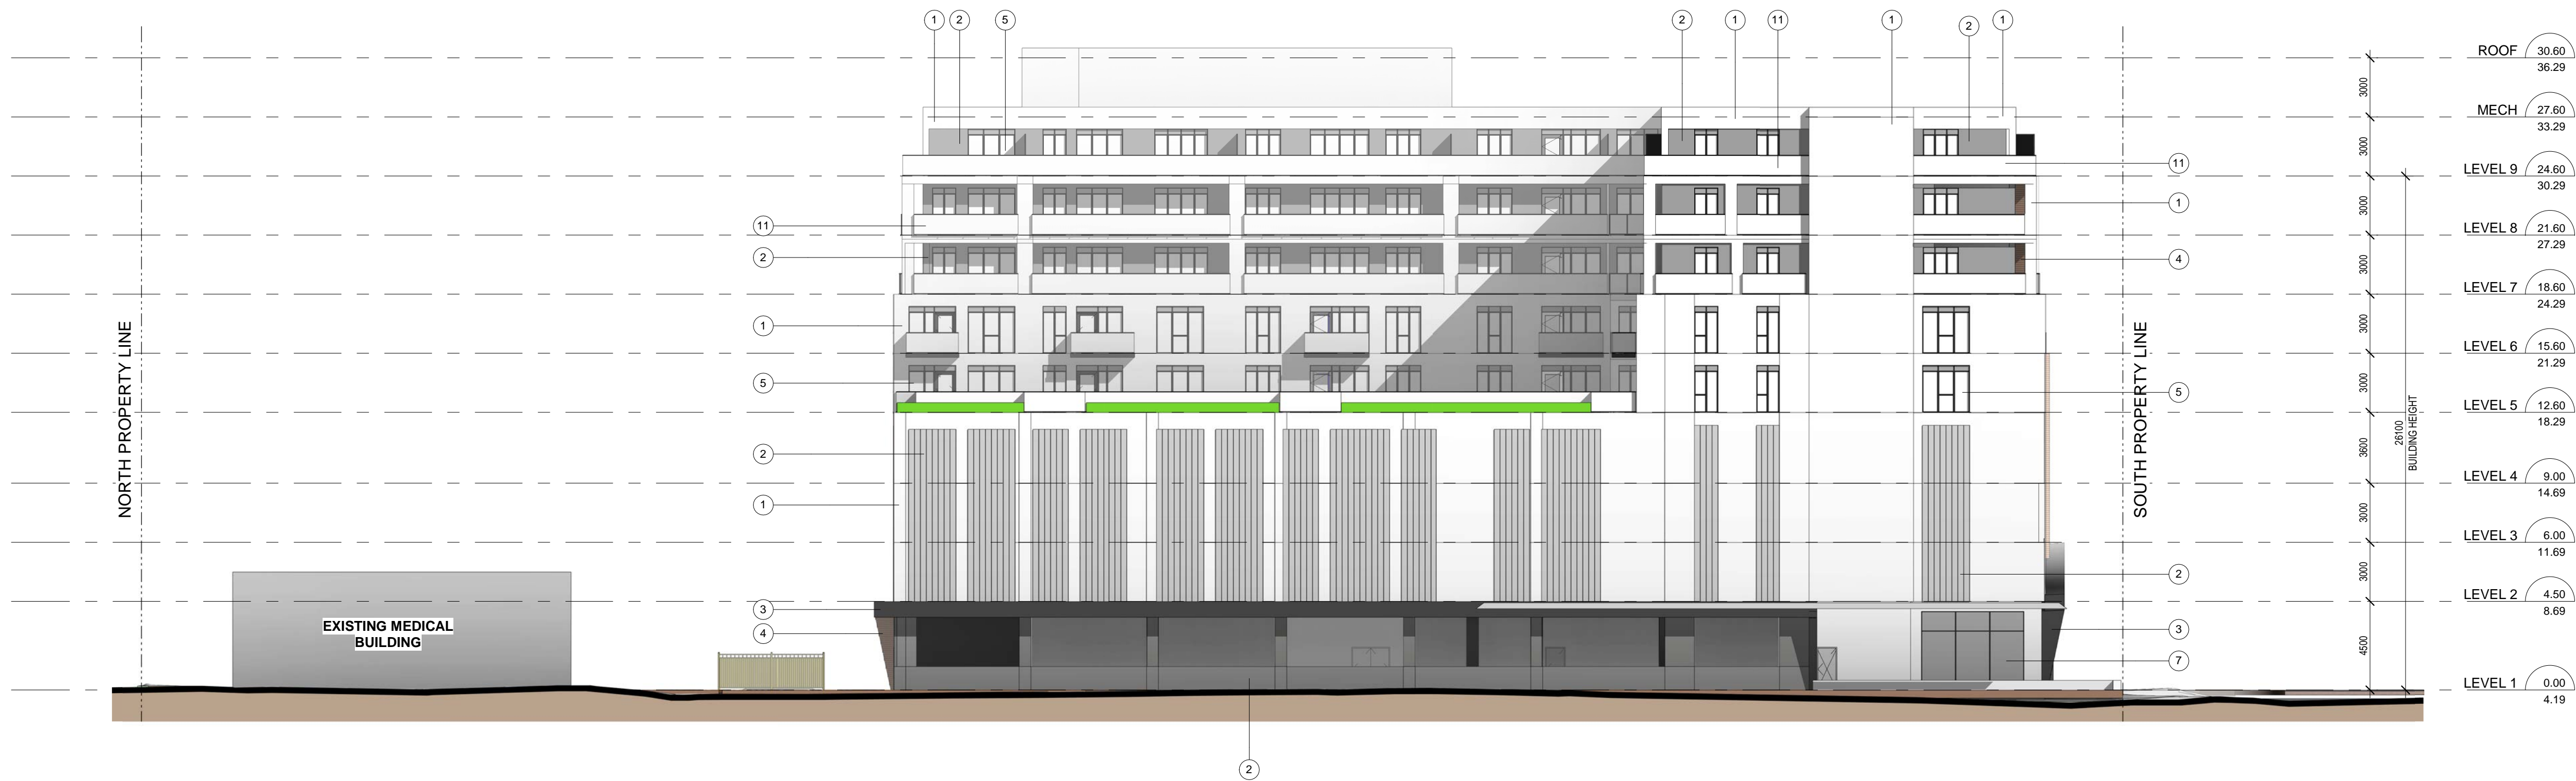 1
2
5
2
1
11
1
2
1
ROOF 30.60
36.29
3000
MECH 27.60
33.29
3000
11
LEVEL 9 24.60
30.29
3000
1
11
LEVEL 8 21.60
27.29
2
4
3000
LEVEL 7 18.60
24.29
1
3000
LEVEL 6 15.60
21.29
5
5
3000
LEVEL 5 12.60
18.29
26100
BUILDING HEIGHT
NORTH PROPERTY LINE
SOUTH PROPERTY LINE
2
3600
LEVEL 4 9.00
14.69
1
3000
LEVEL 3 6.00
11.69
2
3000
LEVEL 2 4.50
8.69
3
EXISTING MEDICAL
BUILDING
4
3
4500
7
LEVEL 1 0.00
4.19
2